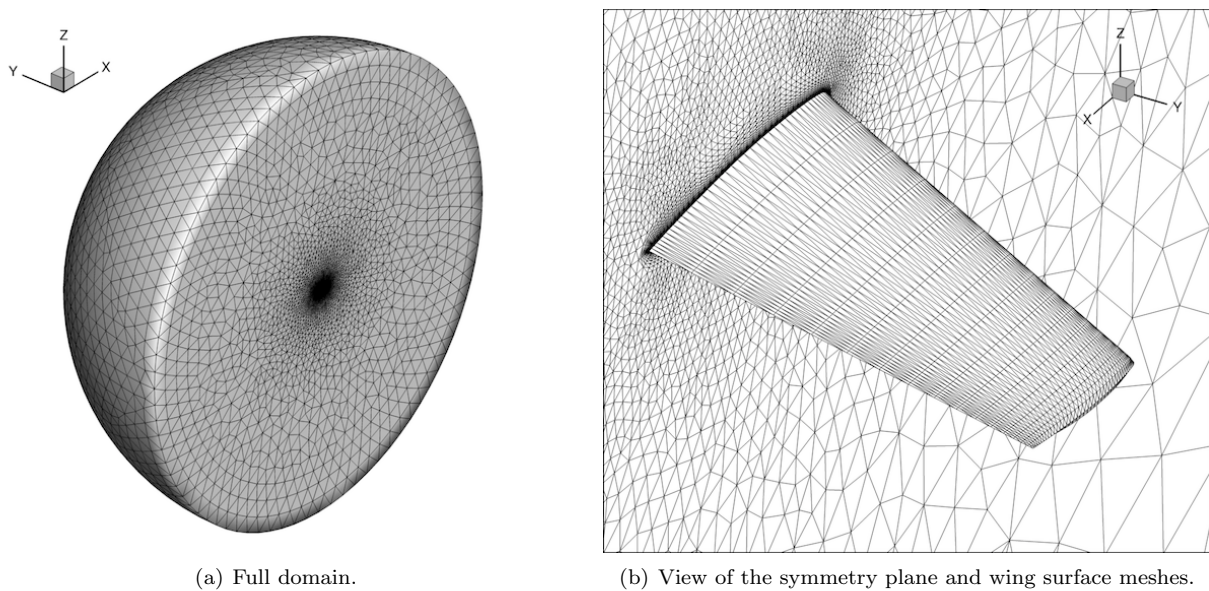 Z
Y
X
Z
Y
X
(a) Full domain.
(b) View of the symmetry plane and wing surface meshes.